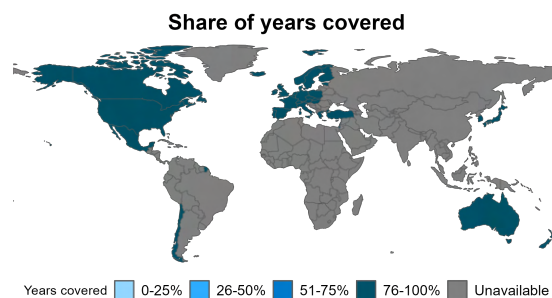 Share of years covered
Years covered 0-25% 26-50% 51-75% 76-100% Unavailable